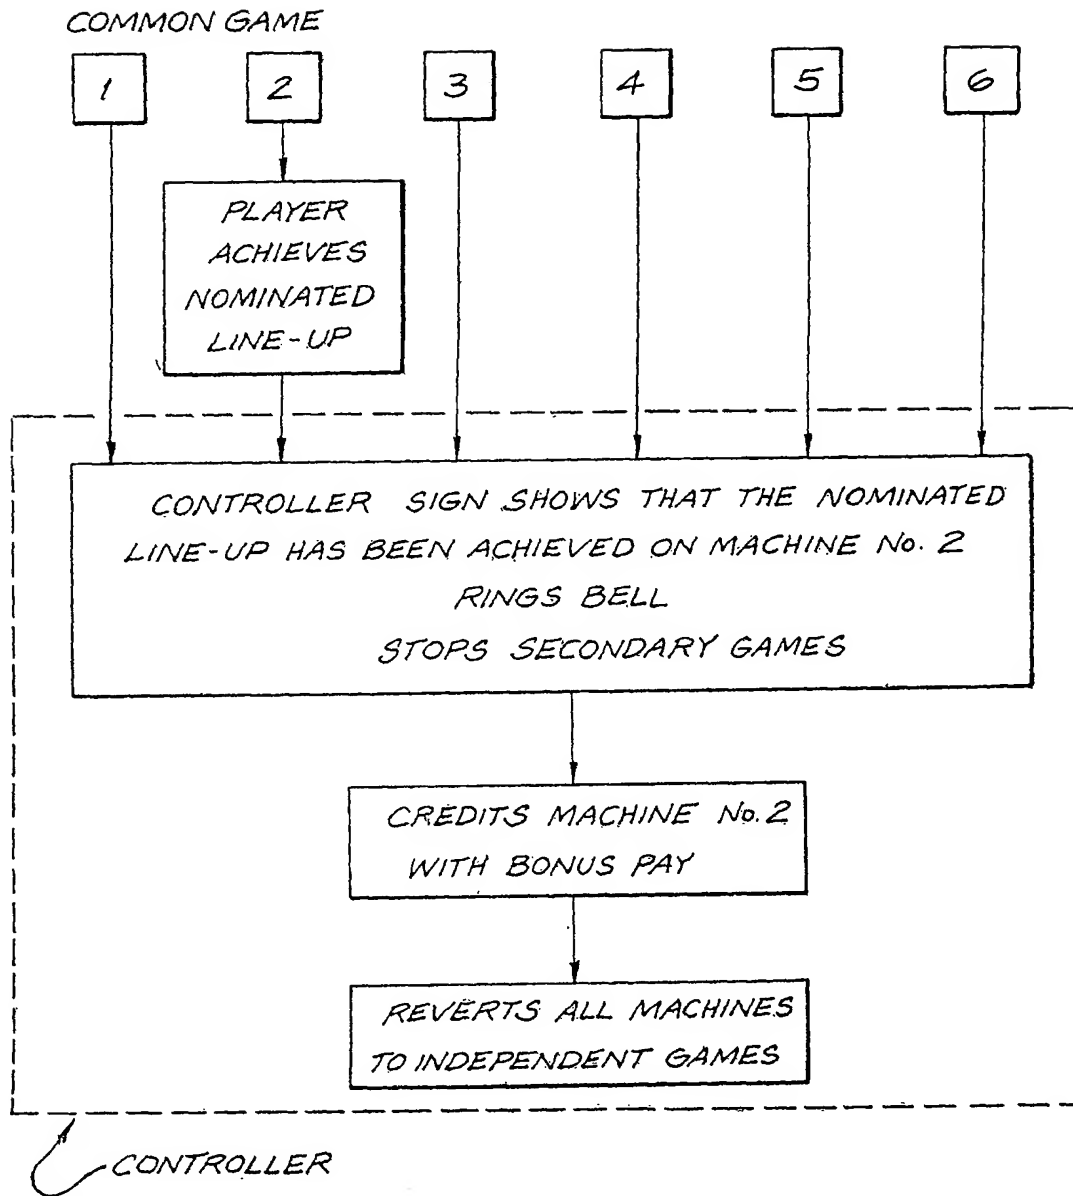 COMMON GAME
1 2 3 4 5 6
PLAYER
ACHIEVES
NOMINATED
LINE-UP
CONTROLLER SIGN SHOWS THAT THE NOMINATED
LINE-UP HAS BEEN ACHIEVED ON MACHINE No. 2
RINGS BELL
STOPS SECONDARY GAMES
CREDITS MACHINE No. 2
WITH BONUS PAY
REVERTS ALL MACHINES
TO INDEPENDENT GAMES
CONTROLLER